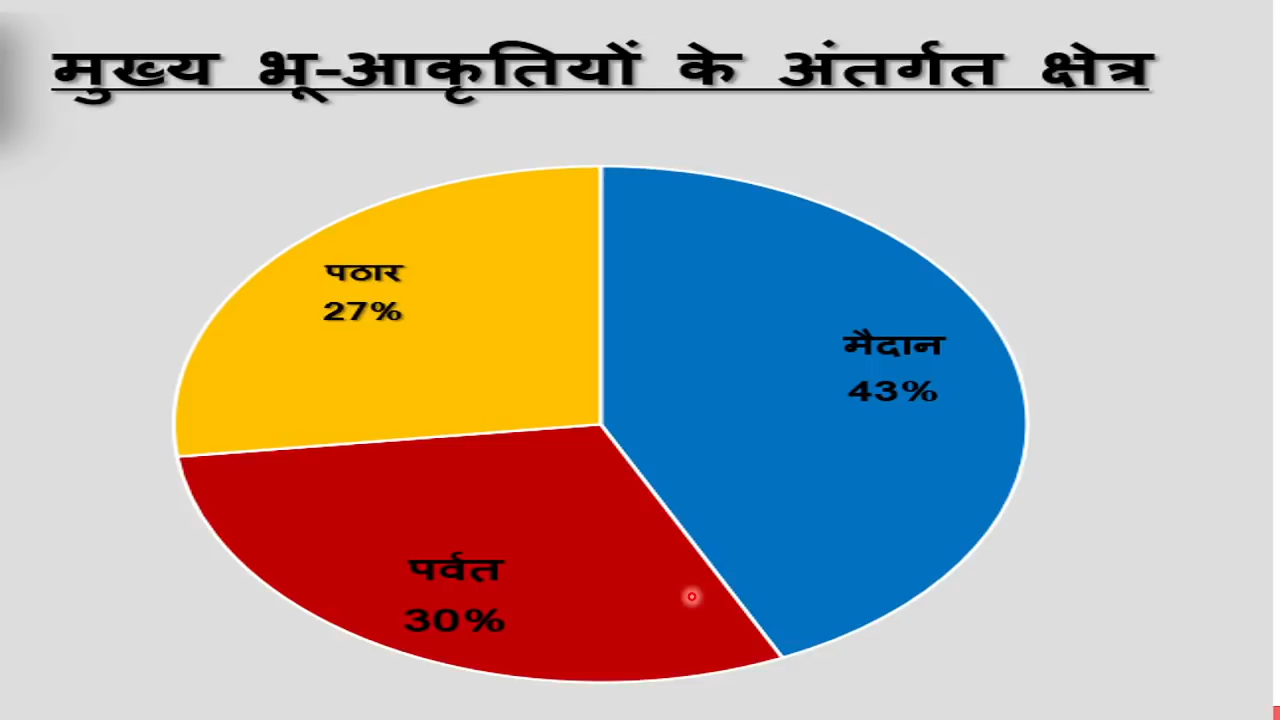 मुख्य भू-आकृतियों के अंतर्गत क्षेत्र
पठार
27%
मैदान
43%
पर्वत
30%